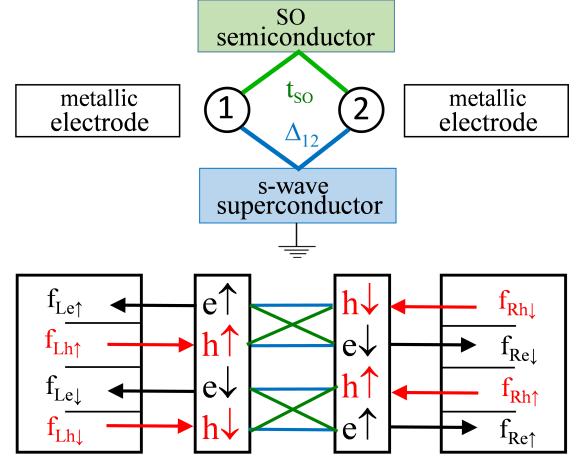 SO
semiconductor
metallic
electrode
1
t_SO
2
metallic
electrode
Δ_12
s-wave
superconductor
f_Le↑ e↑ h↓ f_Rh↓
f_Lh↑ h↑ e↓ f_Re↓
f_Le↓ e↓ h↑ f_Rh↑
f_Lh↓ h↓ e↑ f_Re↑